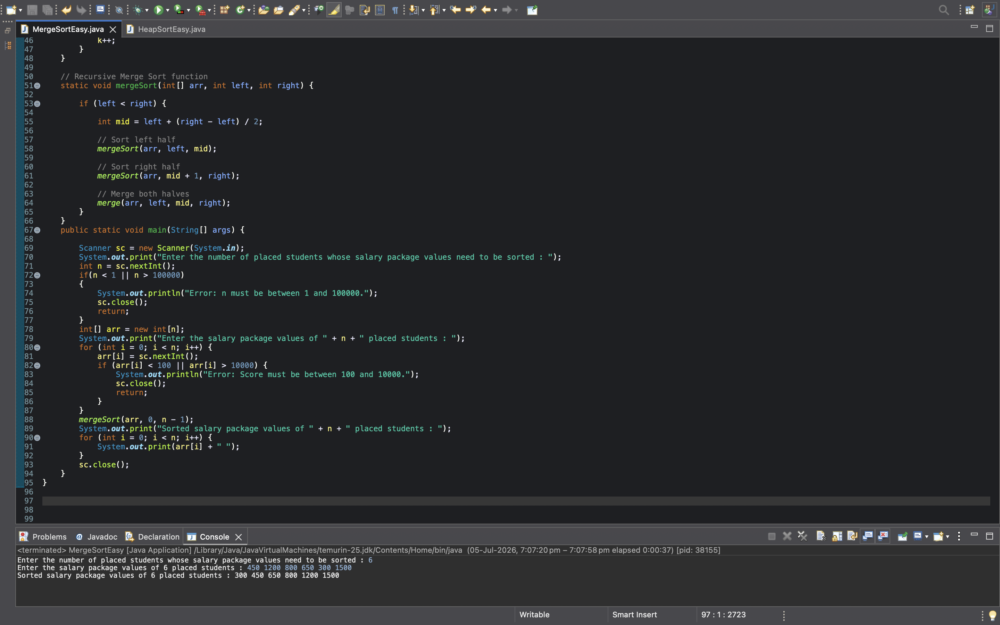 MergeSortEasy.java
HeapSortEasy.java
46 k++;
47 }
48 }
49
50 // Recursive Merge Sort function
51 static void mergeSort(int[] arr, int left, int right) {
52
53 if (left < right) {
54
55 int mid = left + (right - left) / 2;
56
57 // Sort left half
58 mergeSort(arr, left, mid);
59
60 // Sort right half
61 mergeSort(arr, mid + 1, right);
62
63 // Merge both halves
64 merge(arr, left, mid, right);
65 }
66 }
67 public static void main(String[] args) {
68
69 Scanner sc = new Scanner(System.in);
70 System.out.print("Enter the number of placed students whose salary package values need to be sorted : ");
71 int n = sc.nextInt();
72 if(n < 1 || n > 100000)
73 {
74 System.out.println("Error: n must be between 1 and 100000.");
75 sc.close();
76 return;
77 }
78 int[] arr = new int[n];
79 System.out.print("Enter the salary package values of " + n + " placed students : ");
80 for (int i = 0; i < n; i++) {
81 arr[i] = sc.nextInt();
82 if (arr[i] < 100 || arr[i] > 10000) {
83 System.out.println("Error: Score must be between 100 and 10000.");
84 sc.close();
85 return;
86 }
87 }
88 mergeSort(arr, 0, n - 1);
89 System.out.print("Sorted salary package values of " + n + " placed students : ");
90 for (int i = 0; i < n; i++) {
91 System.out.print(arr[i] + " ");
92 }
93 sc.close();
94 }
95 }
96
97
98
99
Problems @ Javadoc Declaration Console
<terminated> MergeSortEasy [Java Application] /Library/Java/JavaVirtualMachines/temurin-25.jdk/Contents/Home/bin/java (05-Jul-2026, 7:07:20 pm – 7:07:58 pm elapsed 0:00:37) [pid: 38155]
Enter the number of placed students whose salary package values need to be sorted : 6
Enter the salary package values of 6 placed students : 450 1200 800 650 300 1500
Sorted salary package values of 6 placed students : 300 450 650 800 1200 1500
Writable
Smart Insert
97 : 1 : 2723